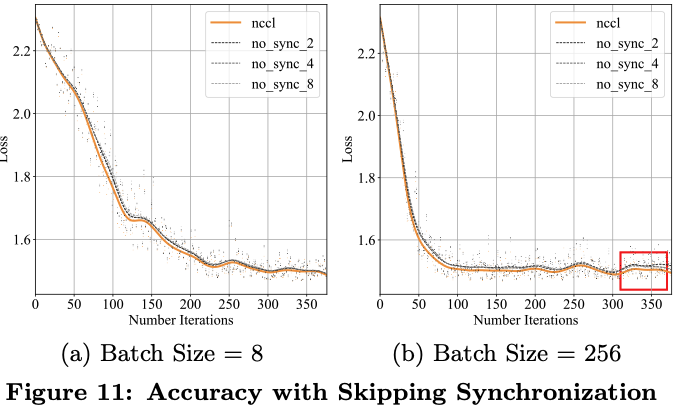 nccl
no_sync_2
no_sync_4
no_sync_8
2.2
2.0
1.8
1.6
Loss
0 50 100 150 200 250 300 350
Number Iterations
(a) Batch Size = 8
nccl
no_sync_2
no_sync_4
no_sync_8
2.2
2.0
1.8
1.6
Loss
0 50 100 150 200 250 300 350
Number Iterations
(b) Batch Size = 256
Figure 11: Accuracy with Skipping Synchronization